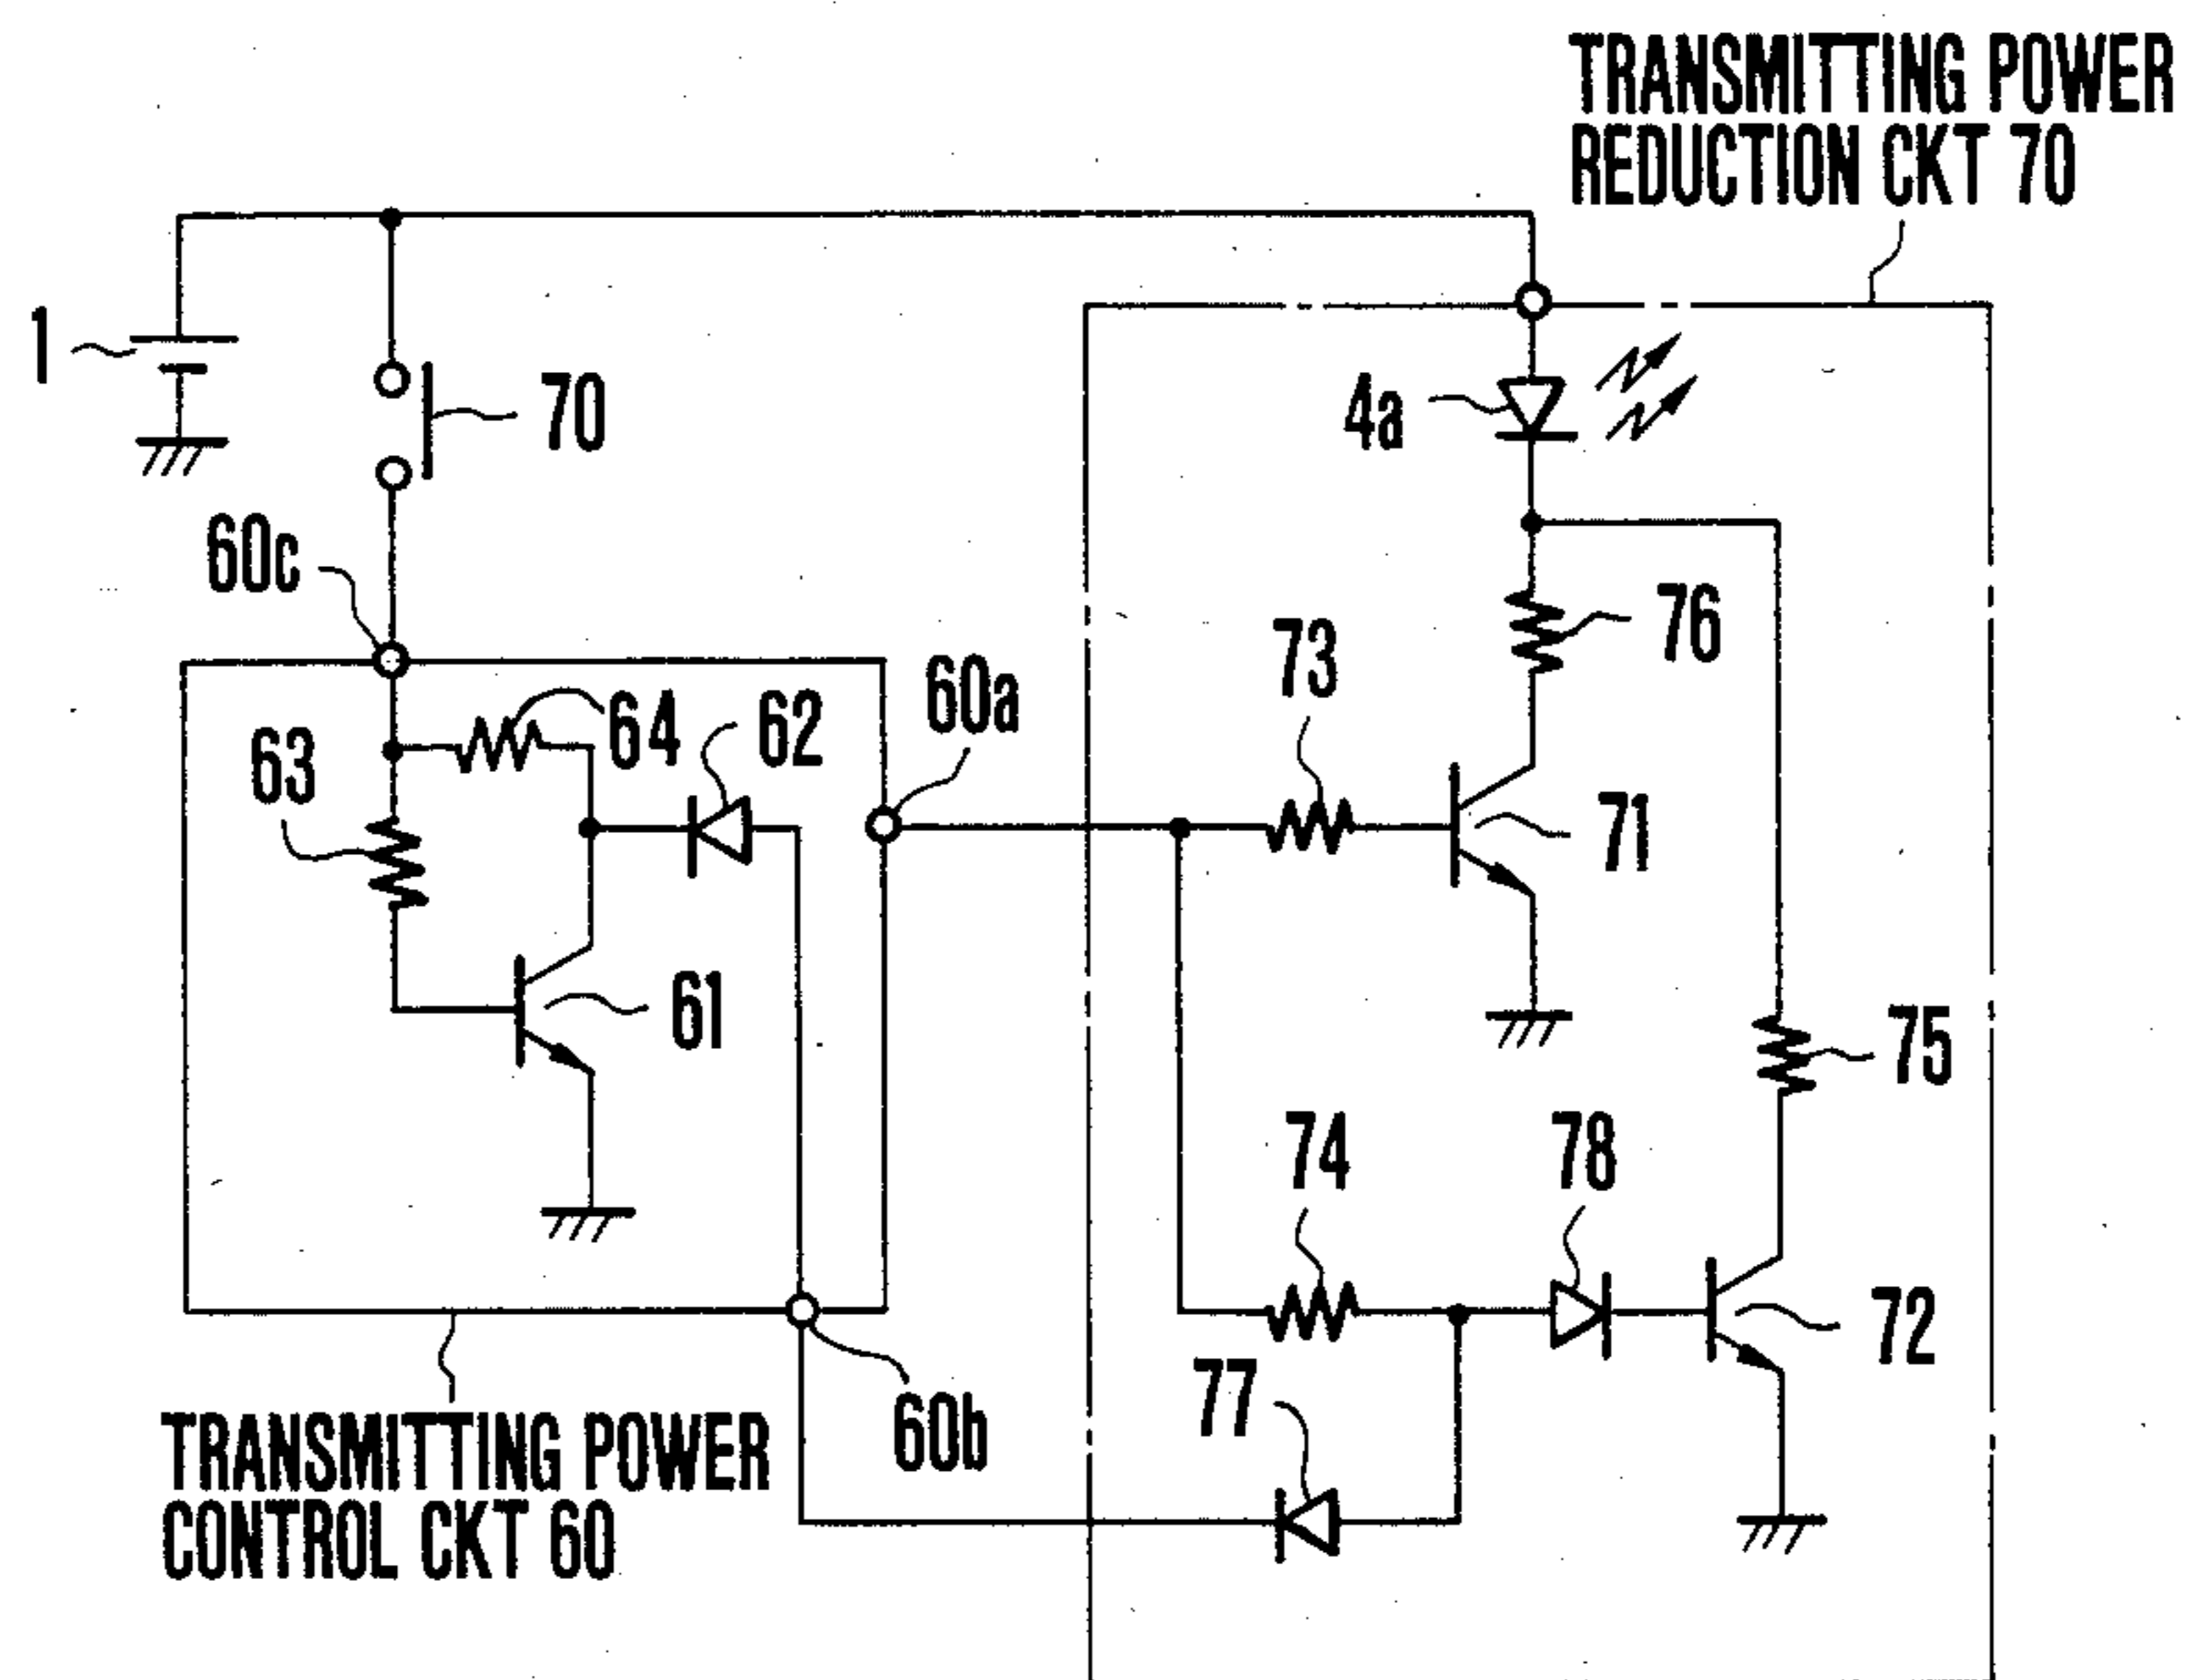 TRANSMITTING POWER
REDUCTION CKT 70
1
70
4a
60c
76
73
60a
64
62
63
71
61
75
74
78
72
77
60b
TRANSMITTING POWER
CONTROL CKT 60